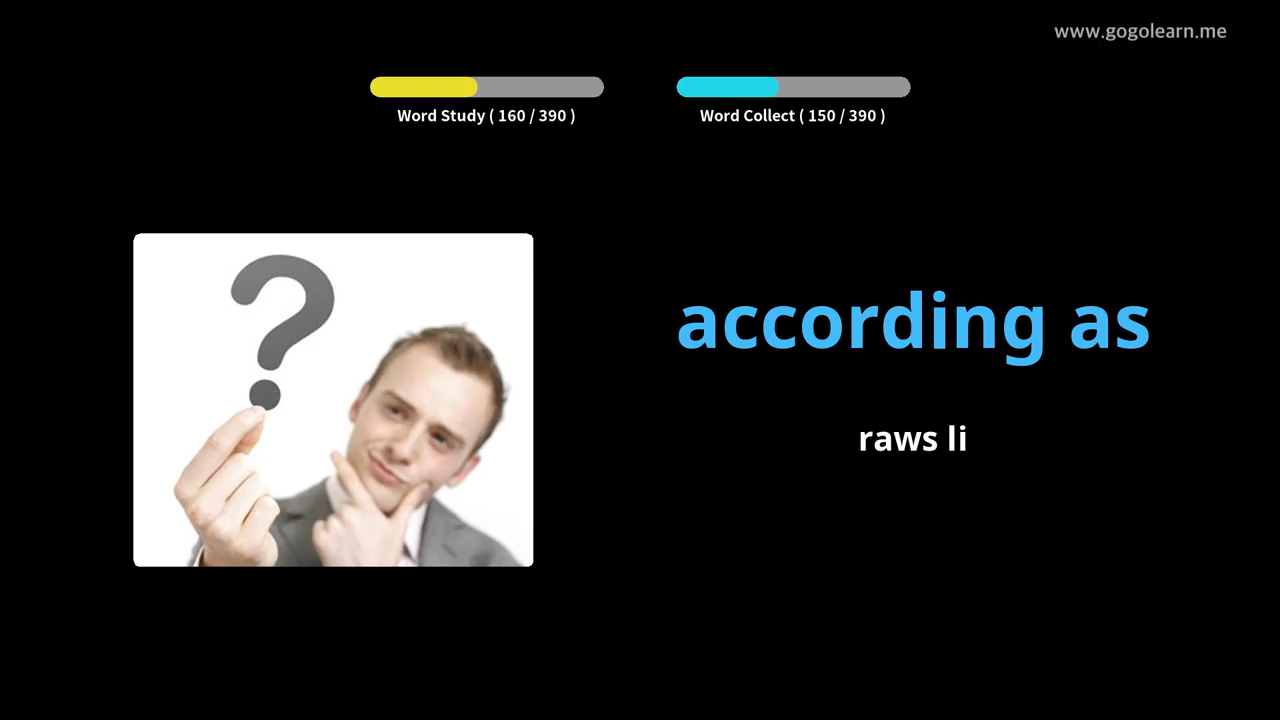 www.gogolearn.me
Word Study ( 160 / 390 )
Word Collect ( 150 / 390 )
according as
raws li